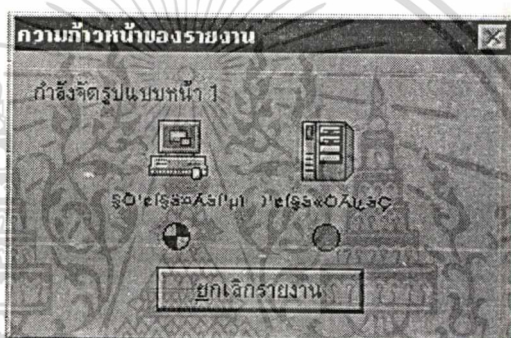 ความก้าวหน้าของรายงาน
กำลังจัดรูปแบบหน้า 1
ยกเลิกรายงาน